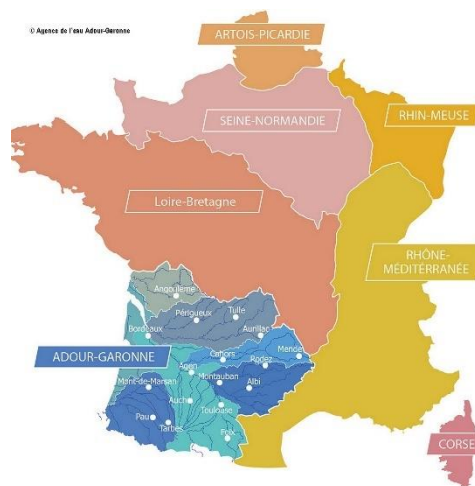 © Agence de l'eau Adour-Garonne
ARTOIS-PICARDIE
SEINE-NORMANDIE
RHIN-MEUSE
Loire-Bretagne
RHÔNE-
MÉDITÉRRANÉE
Angoulême
Périgueux
Tulle
Bordeaux
Aurillac
ADOUR-GARONNE
Cahors
Mende
Agen
Rodez
Mont-de-Marsan
Montauban
Albi
Auch
Toulouse
Pau
Tarbes
Foix
CORSE